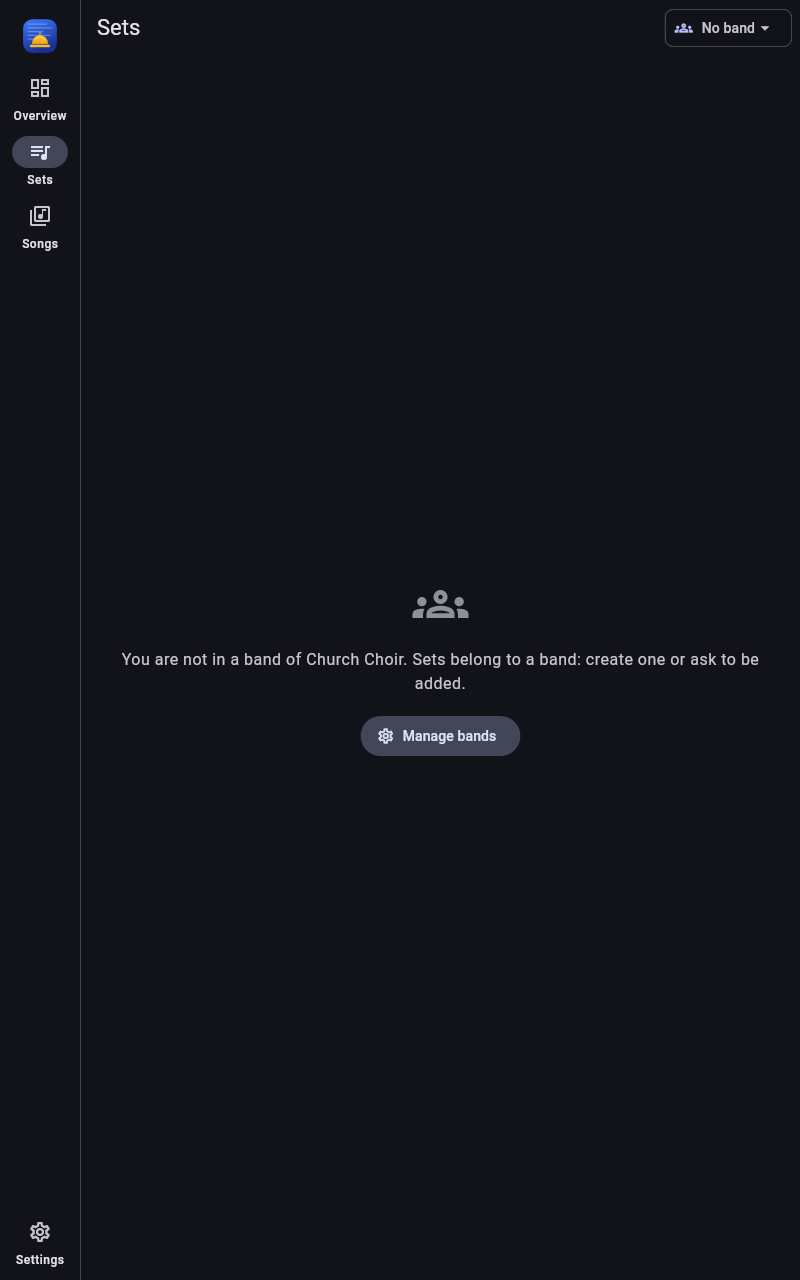 Sets
No band
Overview
Sets
Songs
You are not in a band of Church Choir. Sets belong to a band: create one or ask to be
added.
Manage bands
Settings